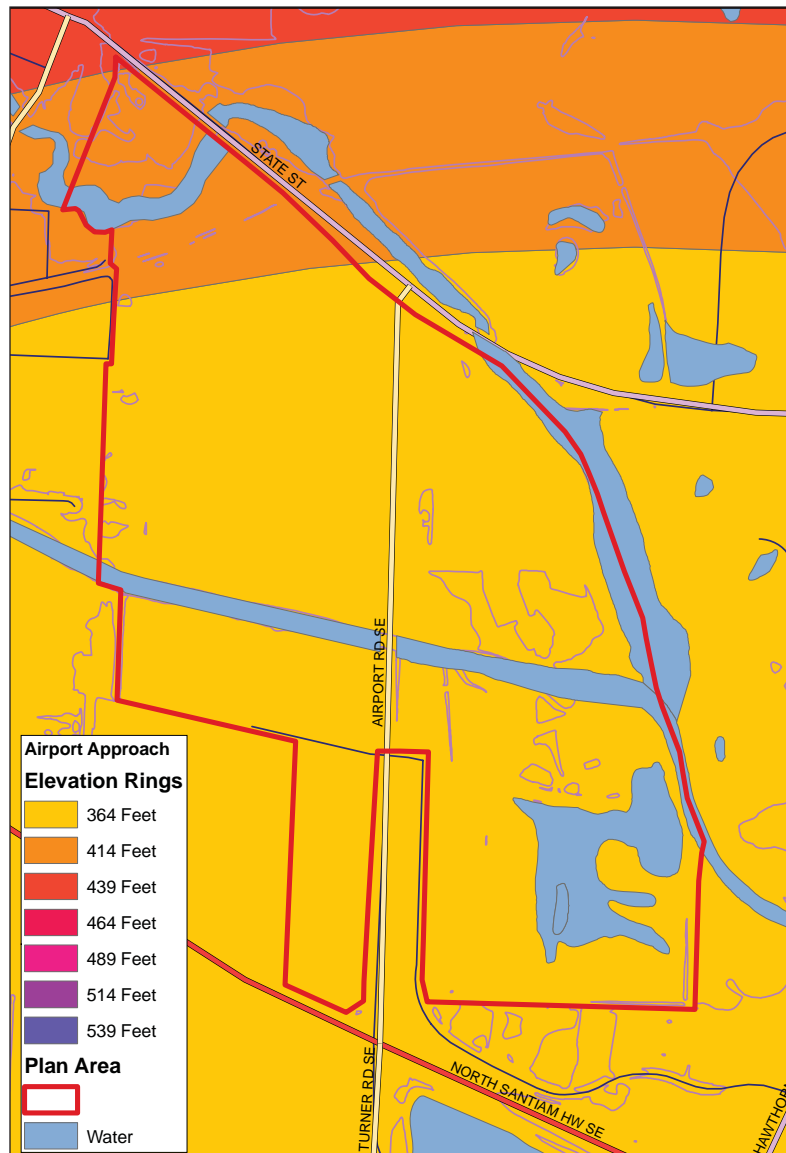 STATE ST
AIRPORT RD SE
Airport Approach
Elevation Rings
364 Feet
414 Feet
439 Feet
464 Feet
489 Feet
514 Feet
539 Feet
Plan Area
Water
TURNER RD SE
NORTH SANTIAM HW SE
HAWTHORN